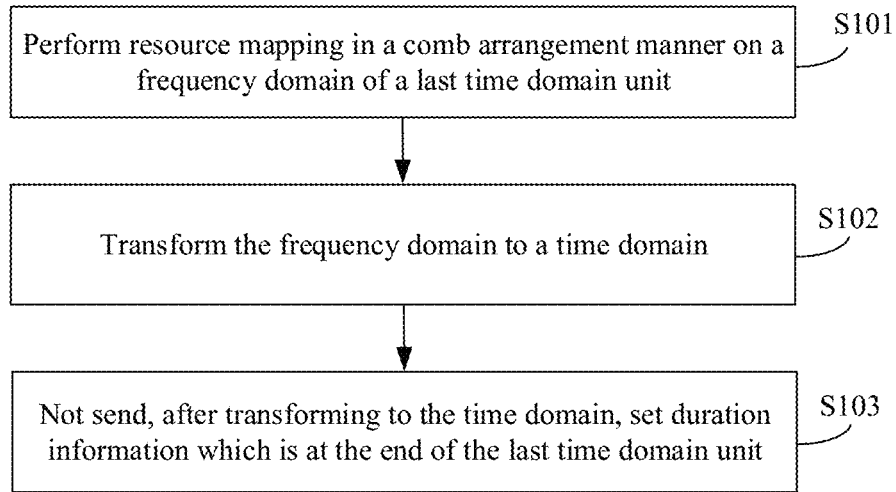 S101
Perform resource mapping in a comb arrangement manner on a
frequency domain of a last time domain unit
S102
Transform the frequency domain to a time domain
S103
Not send, after transforming to the time domain, set duration
information which is at the end of the last time domain unit